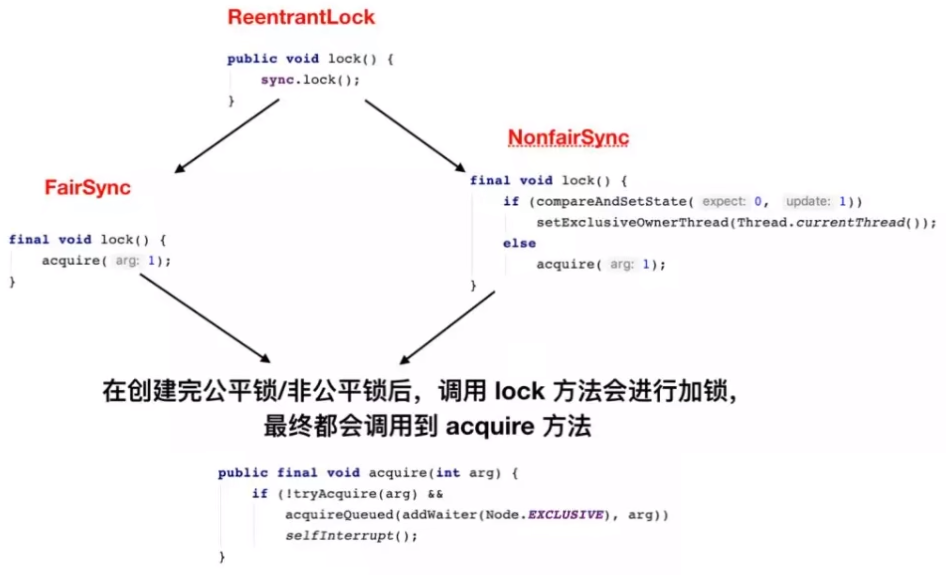 ReentrantLock
public void lock() {
    sync.lock();
}
NonfairSync
final void lock() {
    if (compareAndSetState( expect: 0,  update: 1))
        setExclusiveOwnerThread(Thread.currentThread());
    else
        acquire( arg: 1);
}
FairSync
final void lock() {
    acquire( arg: 1);
}
在创建完公平锁/非公平锁后，调用 lock 方法会进行加锁，
最终都会调用到 acquire 方法
public final void acquire(int arg) {
    if (!tryAcquire(arg) &&
        acquireQueued(addWaiter(Node.EXCLUSIVE), arg))
        selfInterrupt();
}